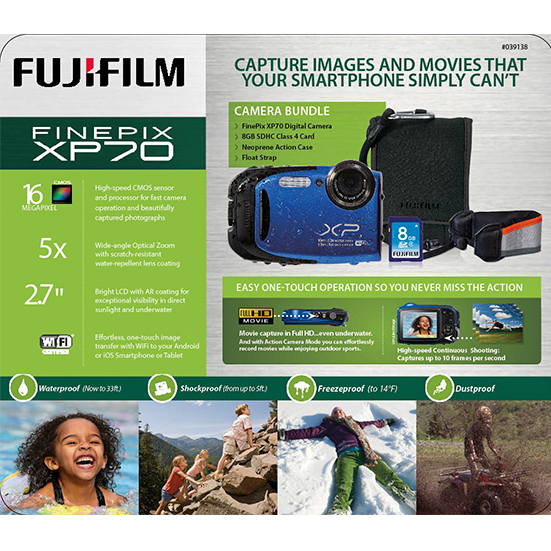 #039138
FUJIFILM
CAPTURE IMAGES AND MOVIES THAT
YOUR SMARTPHONE SIMPLY CAN'T
FINEPIX
XP70
CAMERA BUNDLE
FinePix XP70 Digital Camera
8GB SDHC Class 4 Card
Neoprene Action Case
Float Strap
16
MEGAPIXEL
CMOS
High-speed CMOS sensor
and processor for fast camera
operation and beautifully
captured photographs
5x
Wide-angle Optical Zoom
with scratch-resistant
water-repellent lens coating
2.7"
Bright LCD with AR coating for
exceptional visibility in direct
sunlight and underwater
WiFi
Effortless, one-touch image
transfer with WiFi to your Android
or iOS Smartphone or Tablet
FUJIFILM
XP
8GB
FUJIFILM
EASY ONE-TOUCH OPERATION SO YOU NEVER MISS THE ACTION
FULL HD
MOVIE
Movie capture in Full HD...even underwater.
And with Action Camera Mode you can effortlessly
record movies while enjoying outdoor sports.
High-speed Continuous Shooting:
Captures up to 10 frames per second
Waterproof (Now to 33ft.)
Shockproof (from up to 5ft.)
Freezeproof (to 14°F)
Dustproof